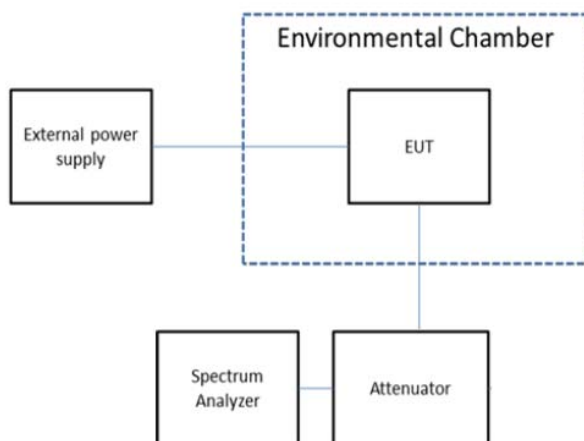 Environmental Chamber
External power
supply
EUT
Spectrum
Analyzer
Attenuator